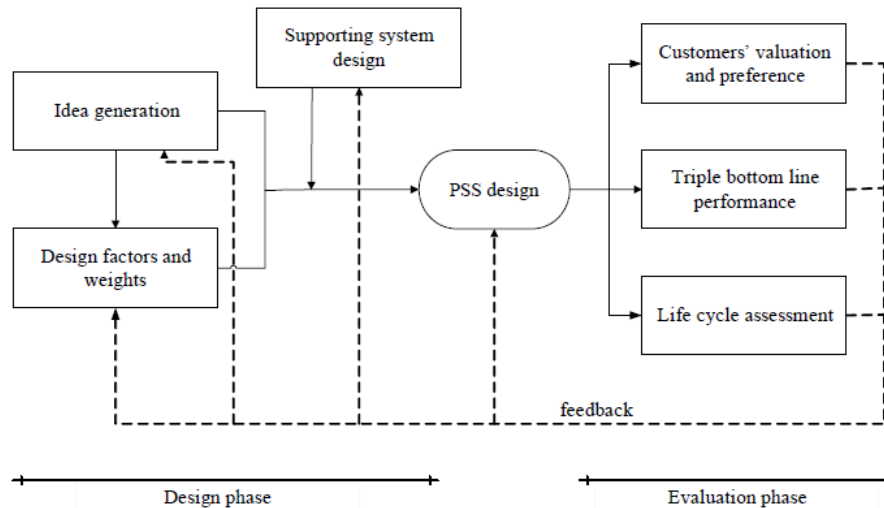 Supporting system
design
Customers’ valuation
and preference
Idea generation
PSS design
Triple bottom line
performance
Design factors and
weights
Life cycle assessment
feedback
Design phase
Evaluation phase